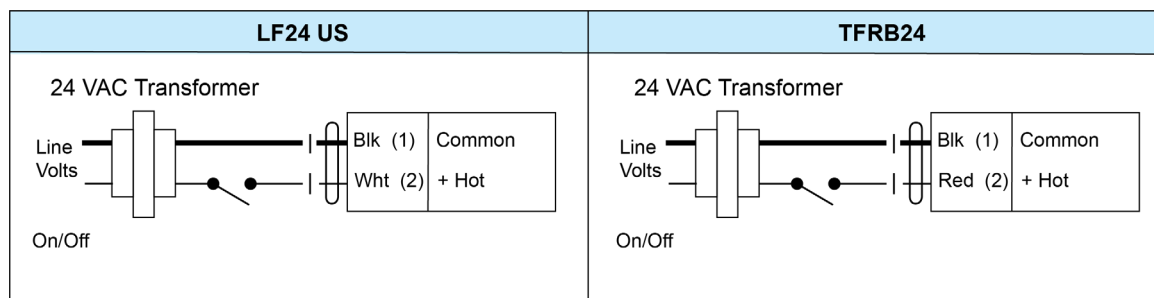 LF24 US
24 VAC Transformer
Line
Volts
Blk (1) Common
Wht (2) + Hot
On/Off
TFRB24
24 VAC Transformer
Line
Volts
Blk (1) Common
Red (2) + Hot
On/Off